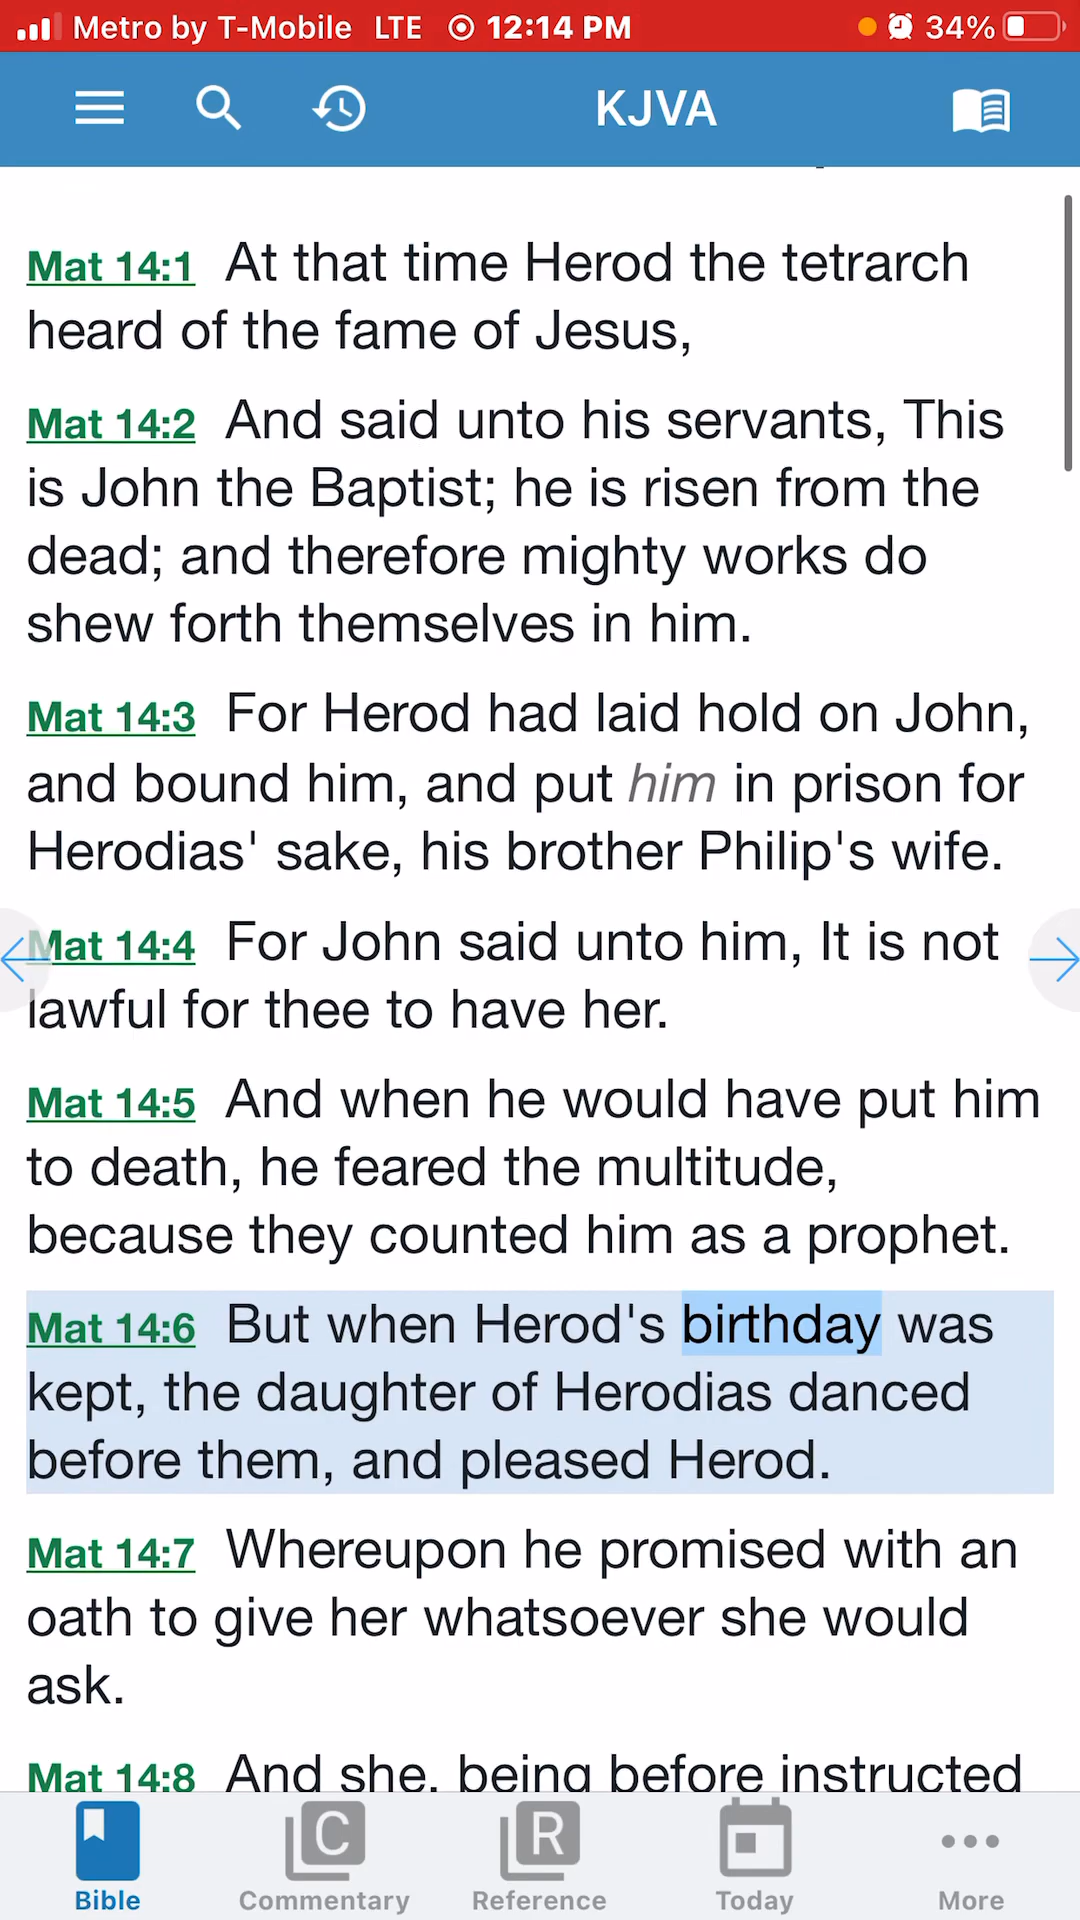 Metro by T-Mobile LTE 12:14 PM 34%
KJVA
Mat 14:1 At that time Herod the tetrarch
heard of the fame of Jesus,
Mat 14:2 And said unto his servants, This
is John the Baptist; he is risen from the
dead; and therefore mighty works do
shew forth themselves in him.
Mat 14:3 For Herod had laid hold on John,
and bound him, and put him in prison for
Herodias' sake, his brother Philip's wife.
Mat 14:4 For John said unto him, It is not
lawful for thee to have her.
Mat 14:5 And when he would have put him
to death, he feared the multitude,
because they counted him as a prophet.
Mat 14:6 But when Herod's birthday was
kept, the daughter of Herodias danced
before them, and pleased Herod.
Mat 14:7 Whereupon he promised with an
oath to give her whatsoever she would
ask.
Mat 14:8 And she, being before instructed
C R
Bible Commentary Reference Today More